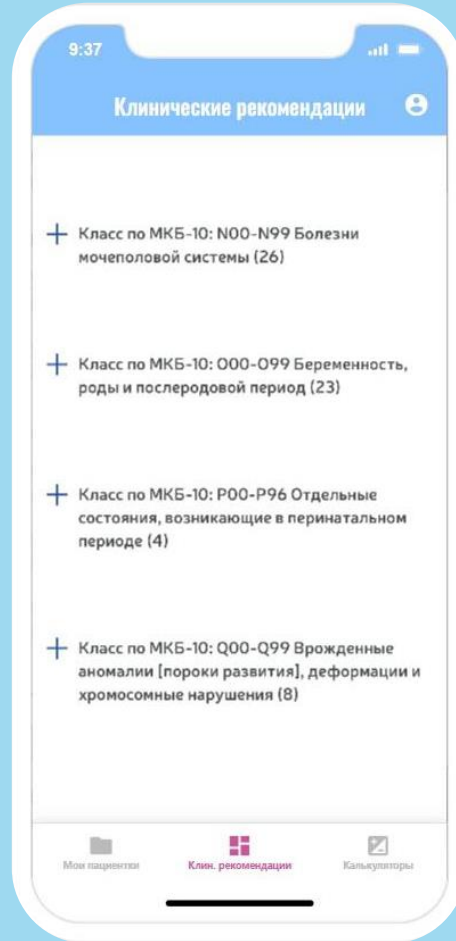 9:37
Клинические рекомендации
Класс по МКБ-10: N00-N99 Болезни
мочеполовой системы (26)
Класс по МКБ-10: O00-O99 Беременность,
роды и послеродовой период (23)
Класс по МКБ-10: P00-P96 Отдельные
состояния, возникающие в перинатальном
периоде (4)
Класс по МКБ-10: Q00-Q99 Врожденные
аномалии [пороки развития], деформации и
хромосомные нарушения (8)
Мои пациентки
Клин. рекомендации
Калькуляторы